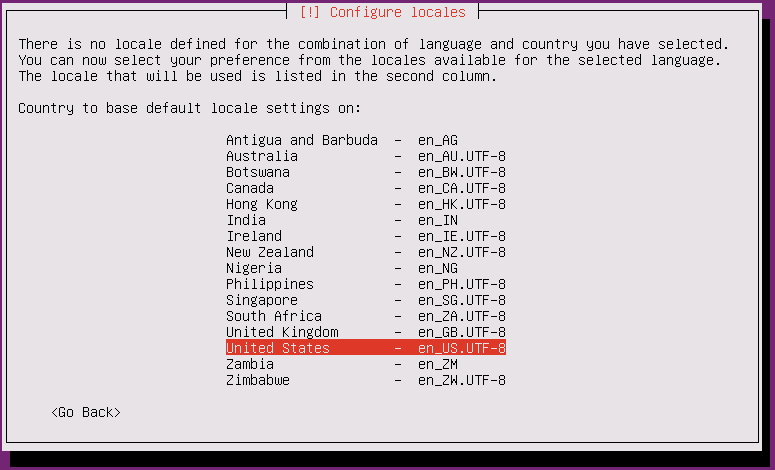 [!] Configure locales
There is no locale defined for the combination of language and country you have selected.
You can now select your preference from the locales available for the selected language.
The locale that will be used is listed in the second column.
Country to base default locale settings on:
Antigua and Barbuda - en_AG
Australia - en_AU.UTF-8
Botswana - en_BW.UTF-8
Canada - en_CA.UTF-8
Hong Kong - en_HK.UTF-8
India - en_IN
Ireland - en_IE.UTF-8
New Zealand - en_NZ.UTF-8
Nigeria - en_NG
Philippines - en_PH.UTF-8
Singapore - en_SG.UTF-8
South Africa - en_ZA.UTF-8
United Kingdom - en_GB.UTF-8
United States - en_US.UTF-8
Zambia - en_ZM
Zimbabwe - en_ZW.UTF-8
<Go Back>